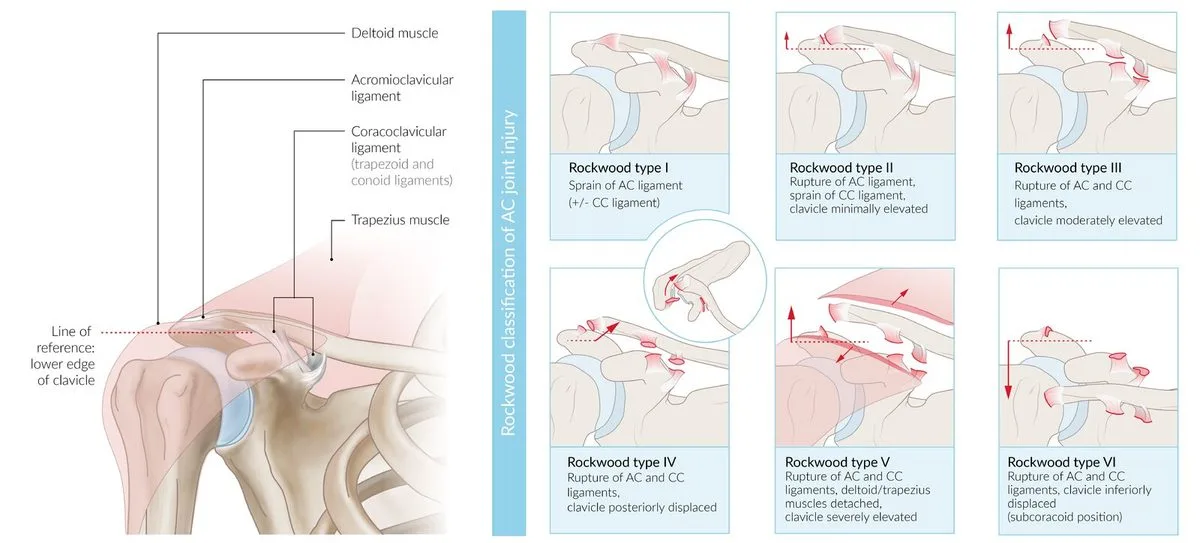 Deltoid muscle
Acromioclavicular
ligament
Coracoclavicular
ligament
(trapezoid and
conoid ligaments)
Trapezius muscle
Line of
reference:
lower edge
of clavicle
Rockwood classification of AC joint injury
Rockwood type I
Sprain of AC ligament
(+/- CC ligament)
Rockwood type II
Rupture of AC ligament,
sprain of CC ligament,
clavicle minimally elevated
Rockwood type III
Rupture of AC and CC
ligaments,
clavicle moderately elevated
Rockwood type IV
Rupture of AC and CC
ligaments,
clavicle posteriorly displaced
Rockwood type V
Rupture of AC and CC
ligaments, deltoid/trapezius
muscles detached,
clavicle severely elevated
Rockwood type VI
Rupture of AC and CC
ligaments, clavicle inferiorly
displaced
(subcoracoid position)